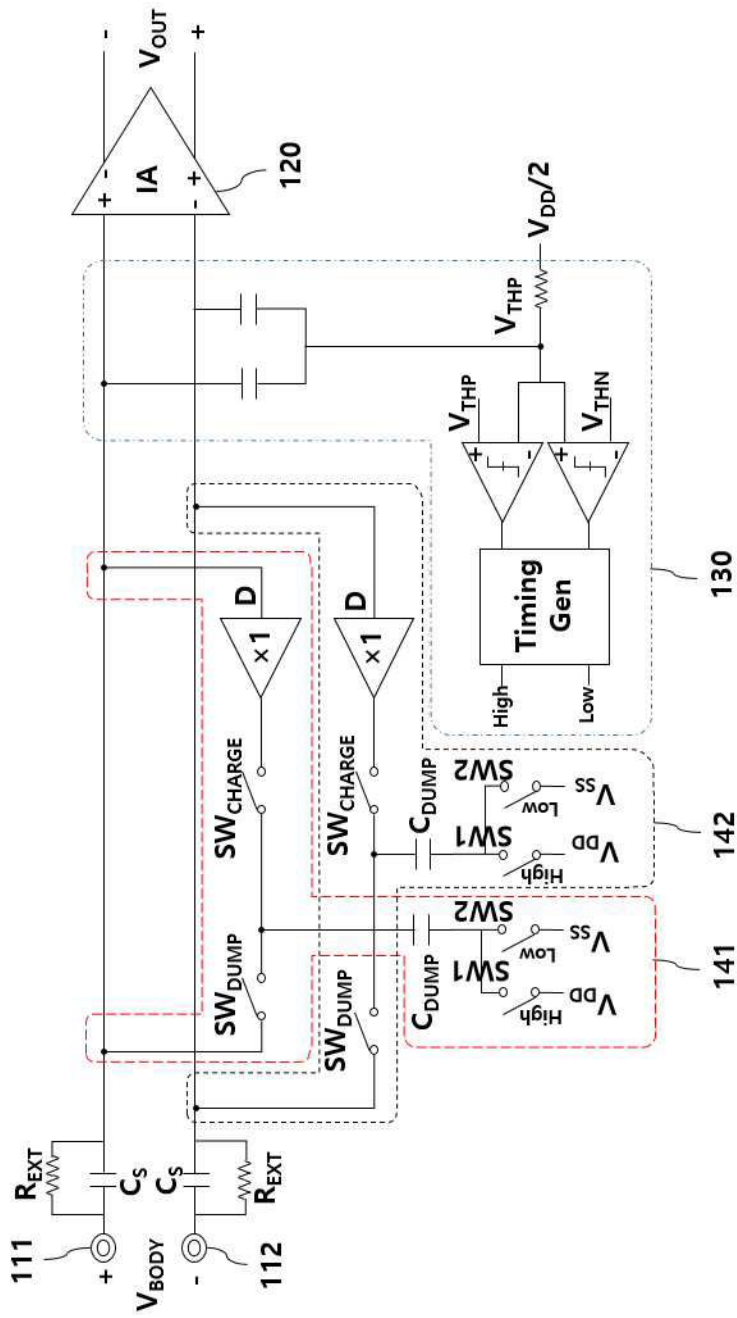 111
112
+
VBODY
-
REXT
CS
CS
REXT
SWDUMP
SWCHARGE
D
×1
SWDUMP
SWCHARGE
D
×1
CDUMP
SW1
SW2
High
Low
VDD
VSS
CDUMP
SW1
SW2
High
Low
VDD
VSS
141
142
High
Low
Timing
Gen
+
-
+
-
VTHP
VTHN
VTHP
VDD/2
130
+
-
-
+
IA
120
-
VOUT
+